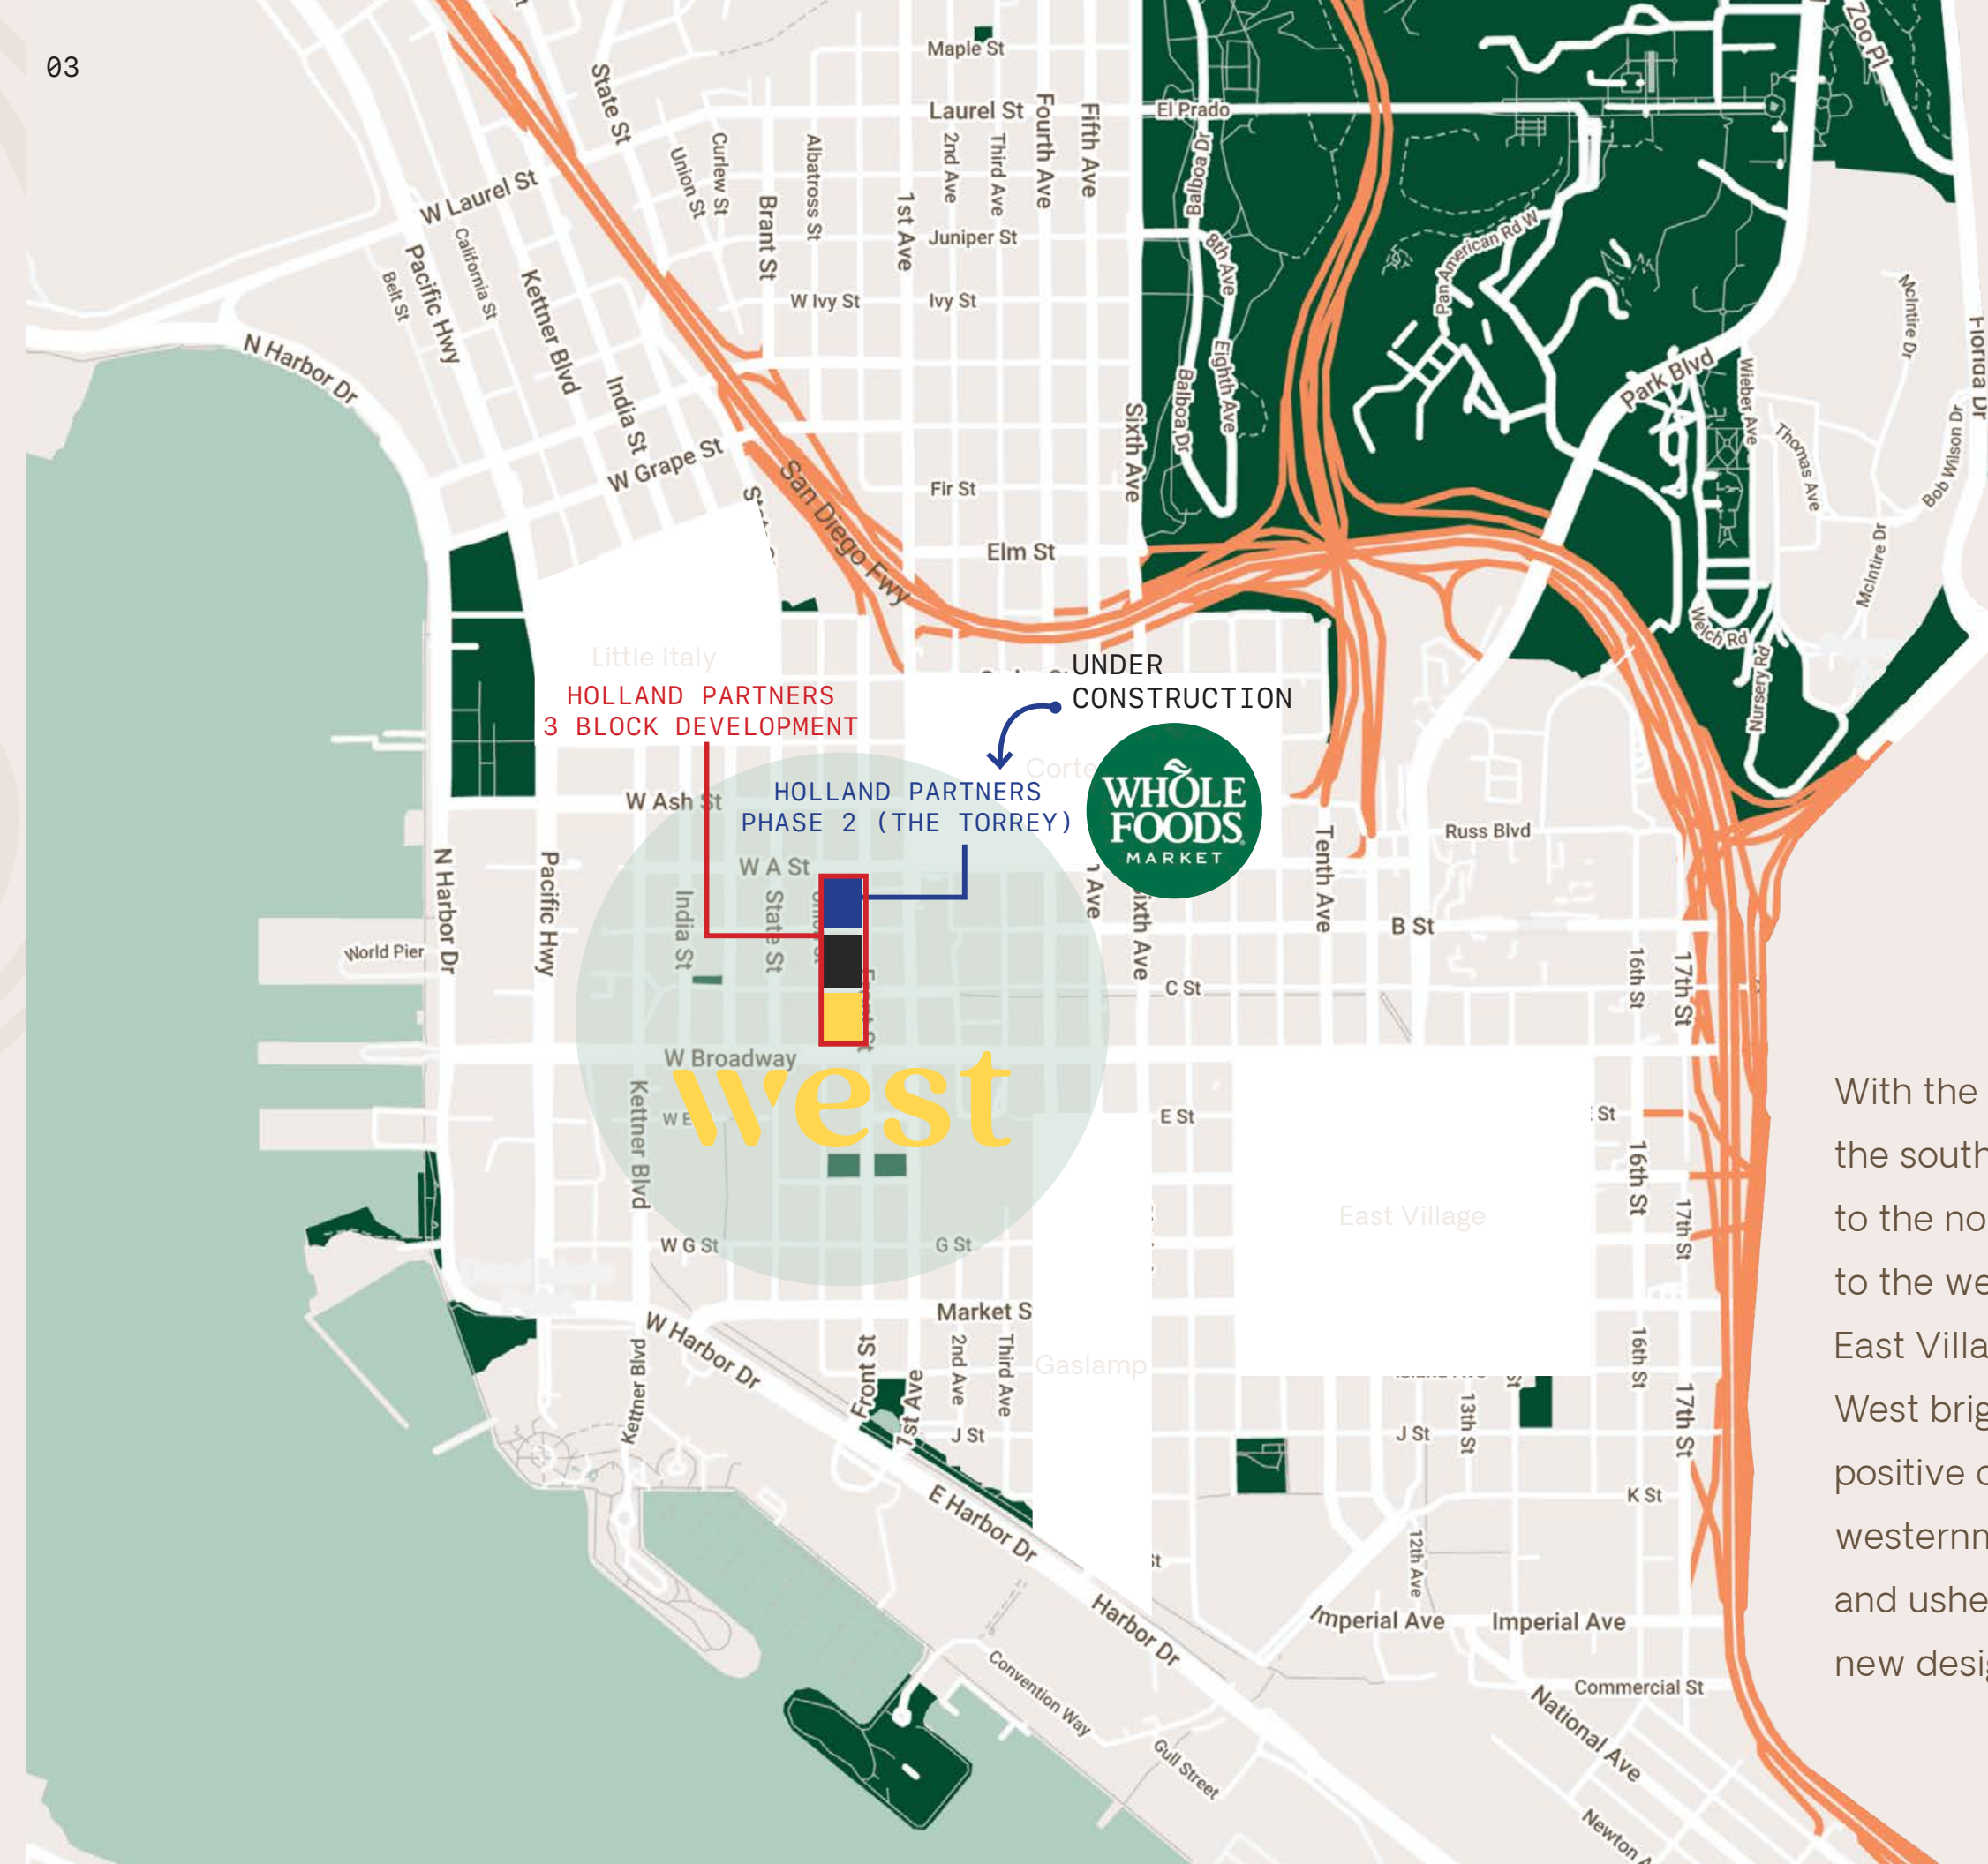 03
Maple St
Laurel St
El Prado
Zoo Pl
State St
Union St
Curlew St
Brant St
Albatross St
1st Ave
2nd Ave
Third Ave
Fourth Ave
Fifth Ave
Balboa Dr
8th Ave
Pan American Rd W
W Laurel St
Juniper St
W Ivy St
Ivy St
Belt St
Pacific Hwy
California St
Kettner Blvd
India St
N Harbor Dr
W Grape St
Sixth Ave
Balboa Dr
Eighth Ave
Park Blvd
Wieber Ave
Thomas Ave
McIntire Dr
Florida Dr
Bob Wilson Dr
McIntire Dr
San Diego Fwy
Fir St
Elm St
Welch Rd
Nursery Rd
Little Italy
HOLLAND PARTNERS
3 BLOCK DEVELOPMENT
UNDER
CONSTRUCTION
Corte
WHOLE
FOODS
MARKET
HOLLAND PARTNERS
PHASE 2 (THE TORREY)
W Ash St
W A St
Russ Blvd
N Harbor Dr
Pacific Hwy
India St
State St
Front St
Ave
Sixth Ave
Tenth Ave
B St
World Pier
C St
16th St
17th St
W Broadway
west
Kettner Blvd
W E
E St
St
16th St
17th St
East Village
W G St
G St
Market S
Gaslamp
W Harbor Dr
Kettner Blvd
Front St
1st Ave
2nd Ave
Third Ave
J St
J St
13th St
16th St
17th St
K St
E Harbor Dr
12th Ave
Harbor Dr
Imperial Ave
Imperial Ave
Convention Way
Gull Street
Commercial St
National Ave
Newton
With the
the south
to the no
to the we
East Villa
West brig
positive
westernm
and ushe
new desig